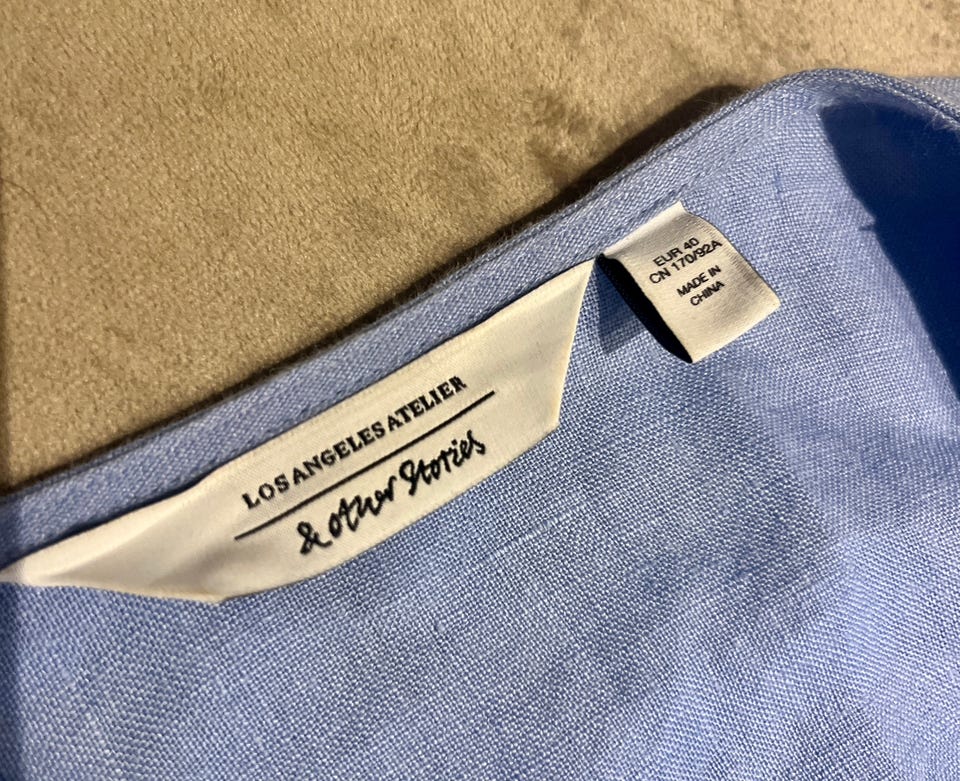 LOS ANGELES ATELIER
& other Stories
EUR 40
CN 170/92A
MADE IN
CHINA